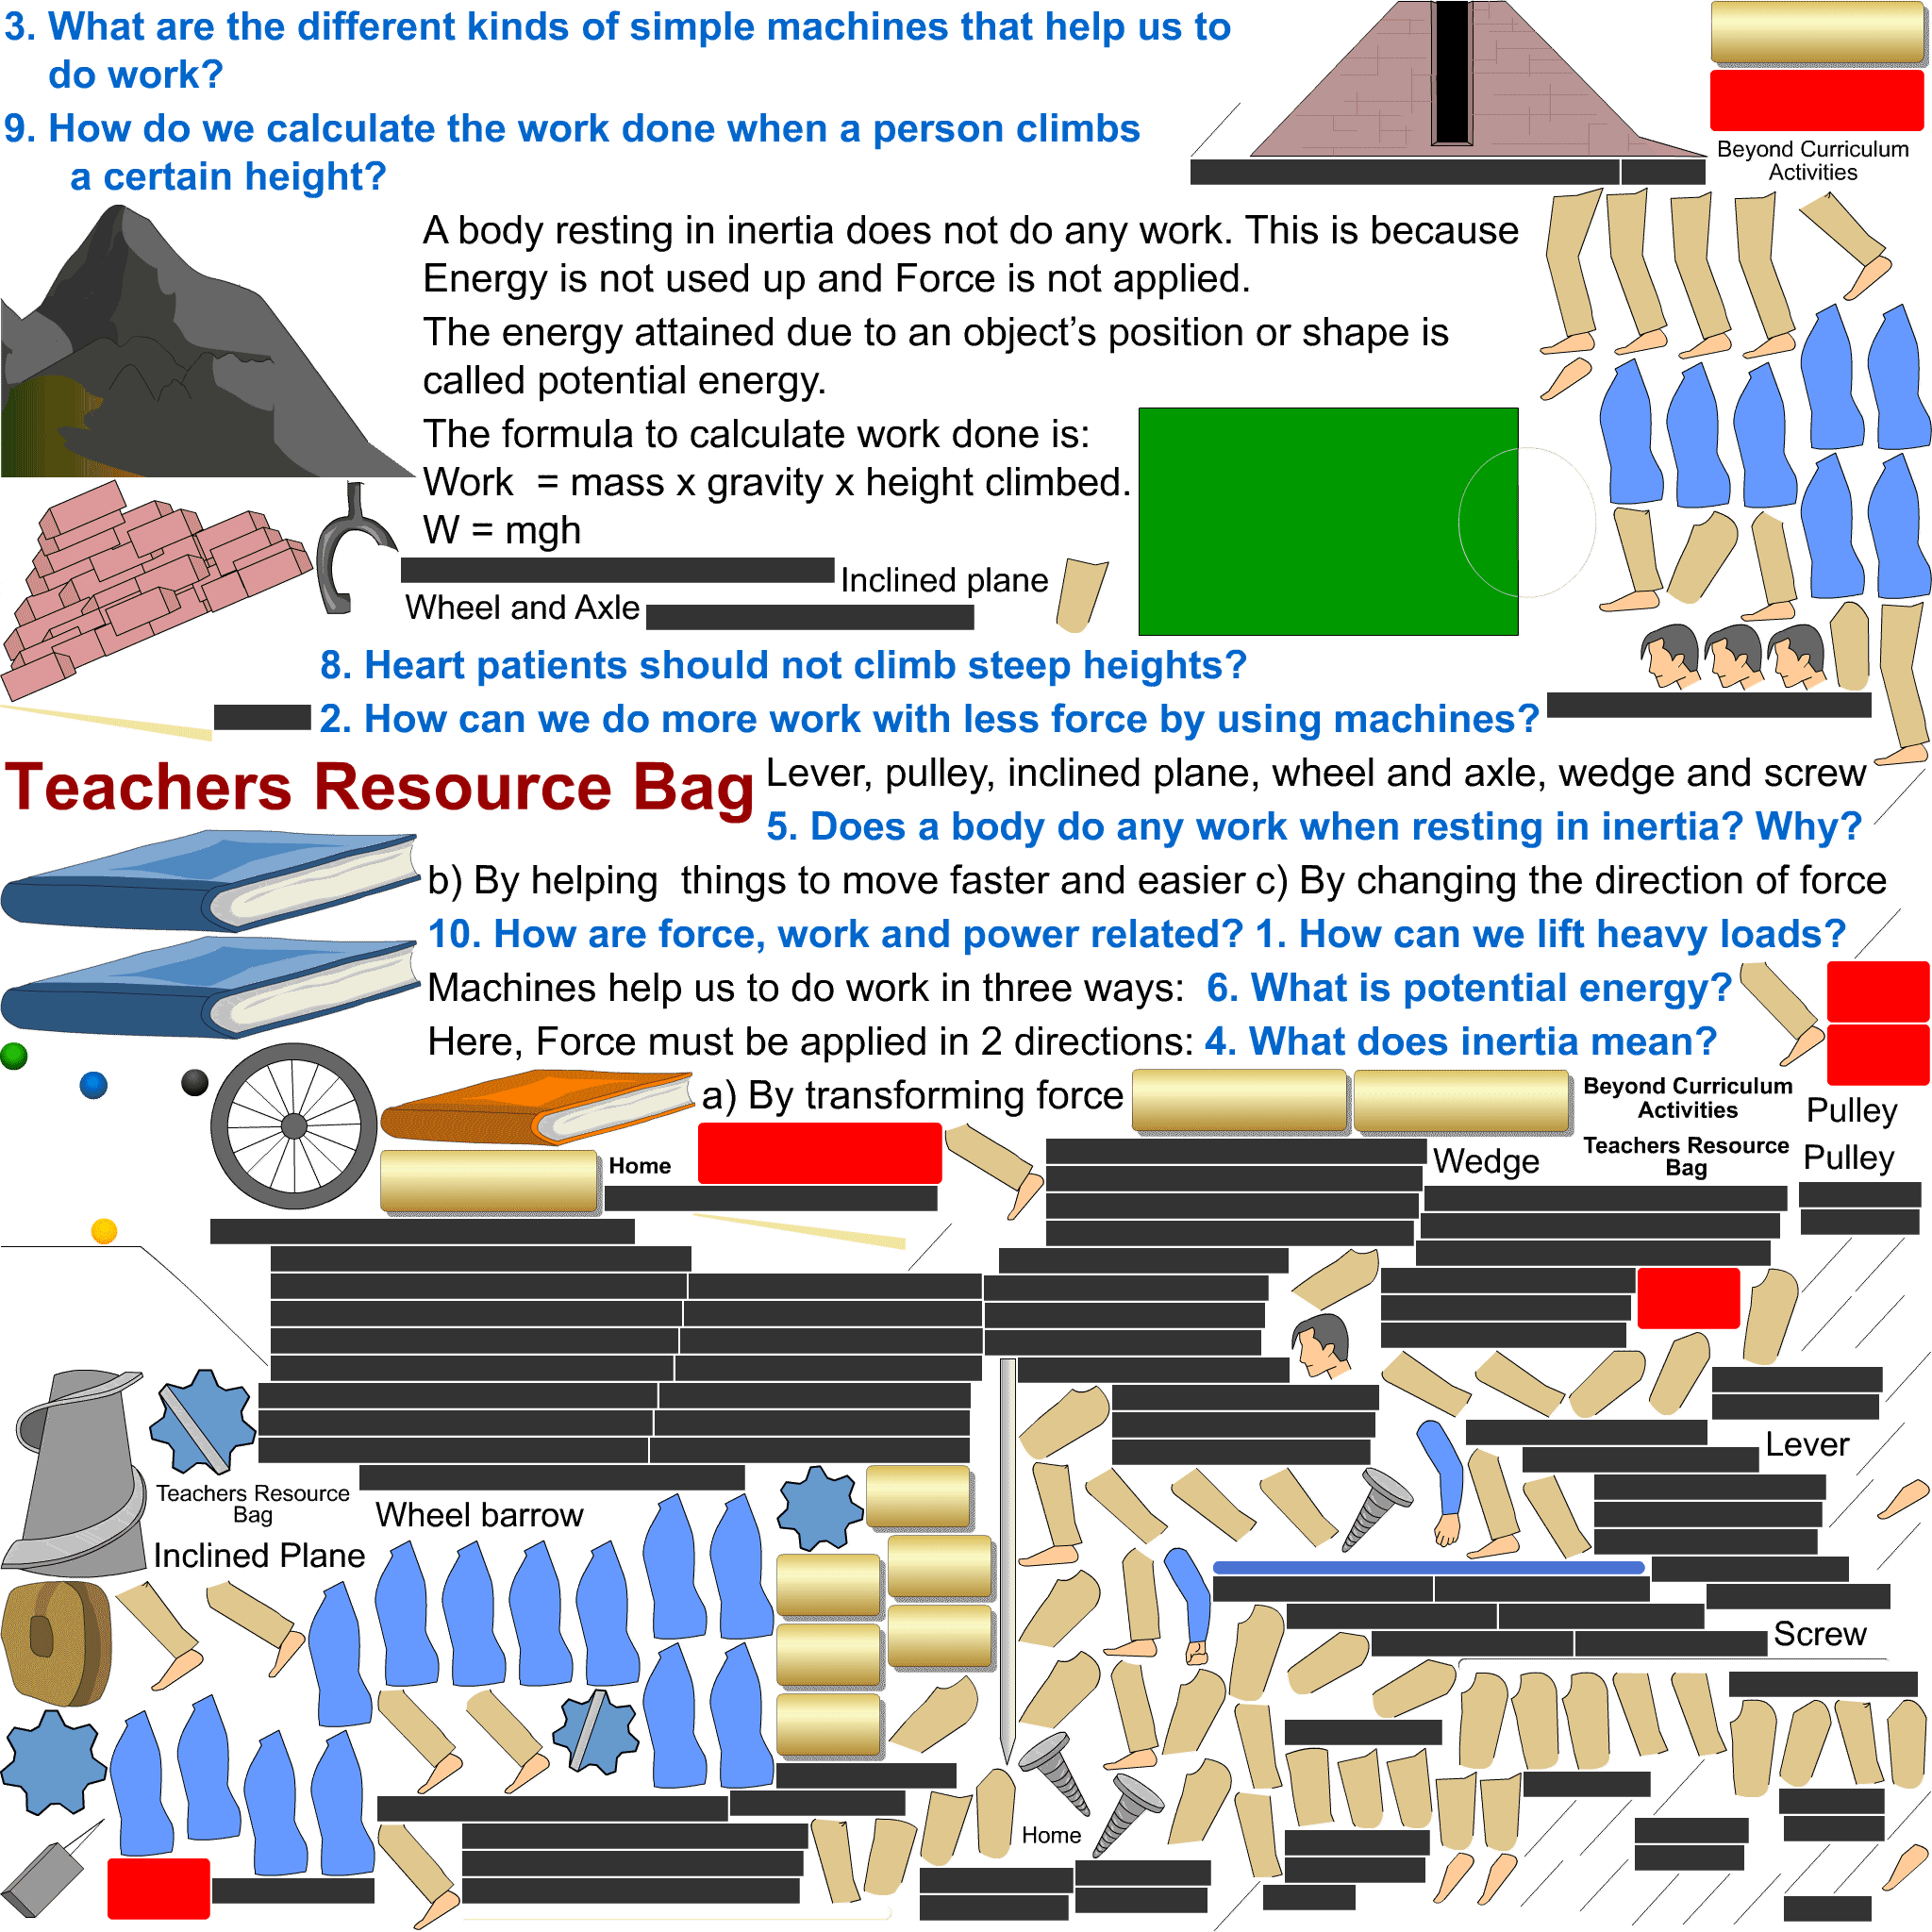 3. What are the different kinds of simple machines that help us to
do work?
9. How do we calculate the work done when a person climbs
a certain height?
Beyond Curriculum
Activities
A body resting in inertia does not do any work. This is because
Energy is not used up and Force is not applied.
The energy attained due to an object’s position or shape is
called potential energy.
The formula to calculate work done is:
Work = mass x gravity x height climbed.
W = mgh
Inclined plane
Wheel and Axle
8. Heart patients should not climb steep heights?
2. How can we do more work with less force by using machines?
Teachers Resource Bag
Lever, pulley, inclined plane, wheel and axle, wedge and screw
5. Does a body do any work when resting in inertia? Why?
b) By helping things to move faster and easier
c) By changing the direction of force
10. How are force, work and power related?
1. How can we lift heavy loads?
Machines help us to do work in three ways:
6. What is potential energy?
Here, Force must be applied in 2 directions:
4. What does inertia mean?
a) By transforming force
Beyond Curriculum
Activities
Pulley
Home
Wedge
Teachers Resource
Bag
Pulley
Lever
Teachers Resource
Bag
Wheel barrow
Inclined Plane
Screw
Home